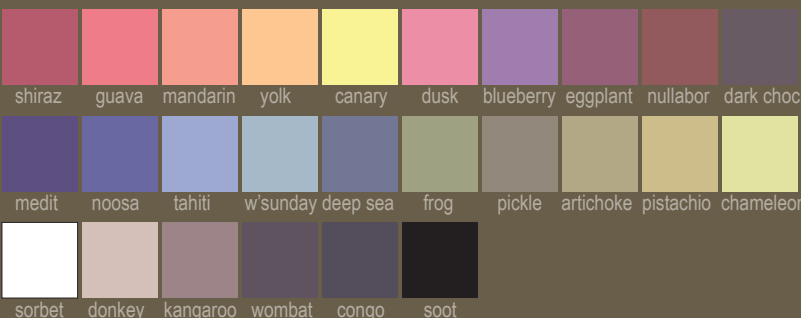 shiraz guava mandarin yolk canary dusk blueberry eggplant nullabor dark choc
medit noosa tahiti w'sunday deep sea frog pickle artichoke pistachio chameleon
sorbet donkey kangaroo wombat congo soot